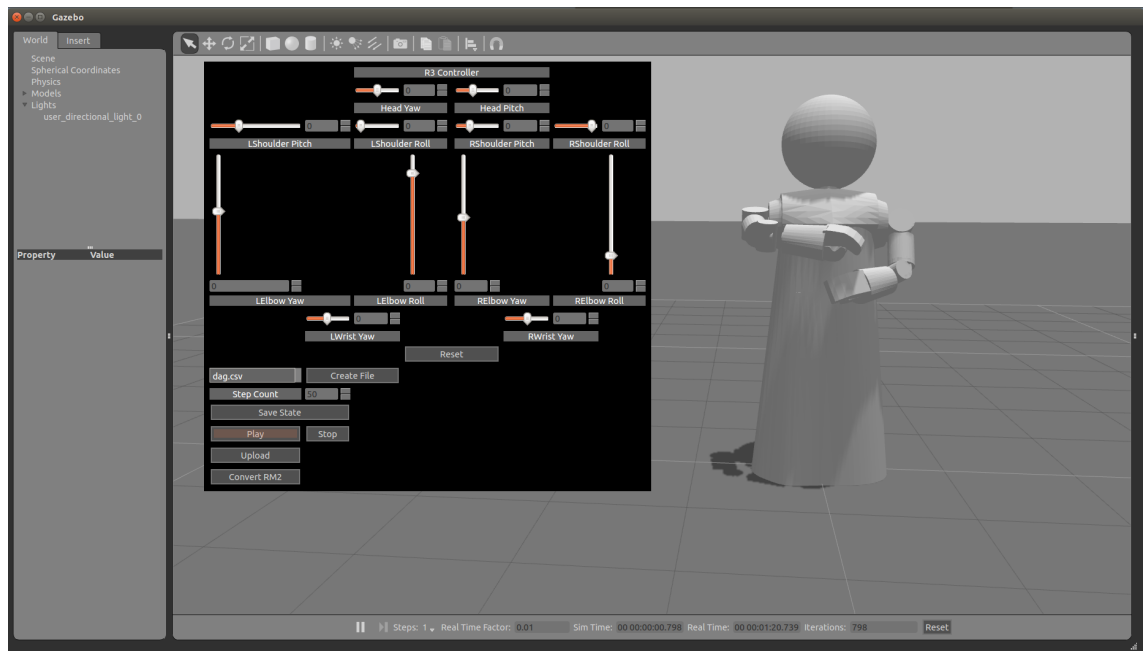 Gazebo
World Insert
Scene
Spherical Coordinates
Physics
Models
Lights
user_directional_light_0
Property Value
R3 Controller
0 0
Head Yaw Head Pitch
0 0 0 0
LShoulder Pitch LShoulder Roll RShoulder Pitch RShoulder Roll
0 0 0 0
LElbow Yaw LElbow Roll RElbow Yaw RElbow Roll
0 0
LWrist Yaw RWrist Yaw
Reset
dag.csv Create File
Step Count 50
Save State
Play Stop
Upload
Convert RM2
Steps: 1 Real Time Factor: 0.01 Sim Time: 00 00:00:00.798 Real Time: 00 00:01:20.739 Iterations: 798 Reset